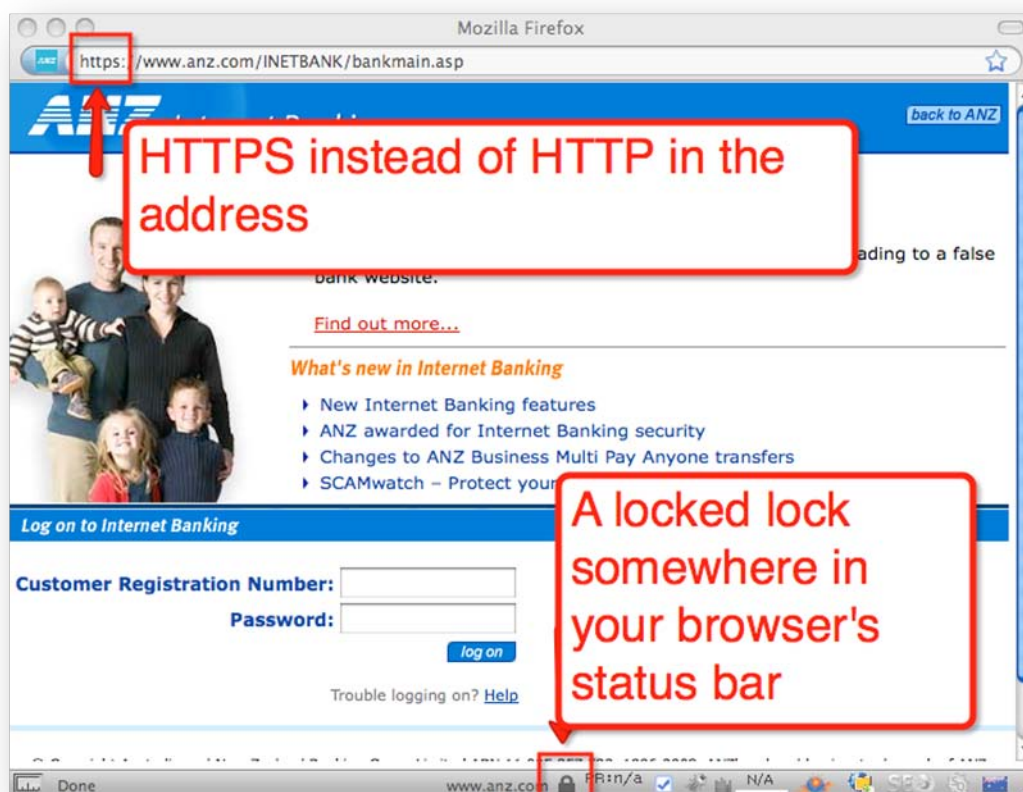 Mozilla Firefox
ANZ https://www.anz.com/INETBANK/bankmain.asp
ANZ
back to ANZ
HTTPS instead of HTTP in the
address
ading to a false
bank website.
Find out more...
What's new in Internet Banking
New Internet Banking features
ANZ awarded for Internet Banking security
Changes to ANZ Business Multi Pay Anyone transfers
SCAMwatch – Protect your
A locked lock
somewhere in
your browser's
status bar
Log on to Internet Banking
Customer Registration Number:
Password:
log on
Trouble logging on? Help
Done www.anz.com PR:n/a N/A SEO